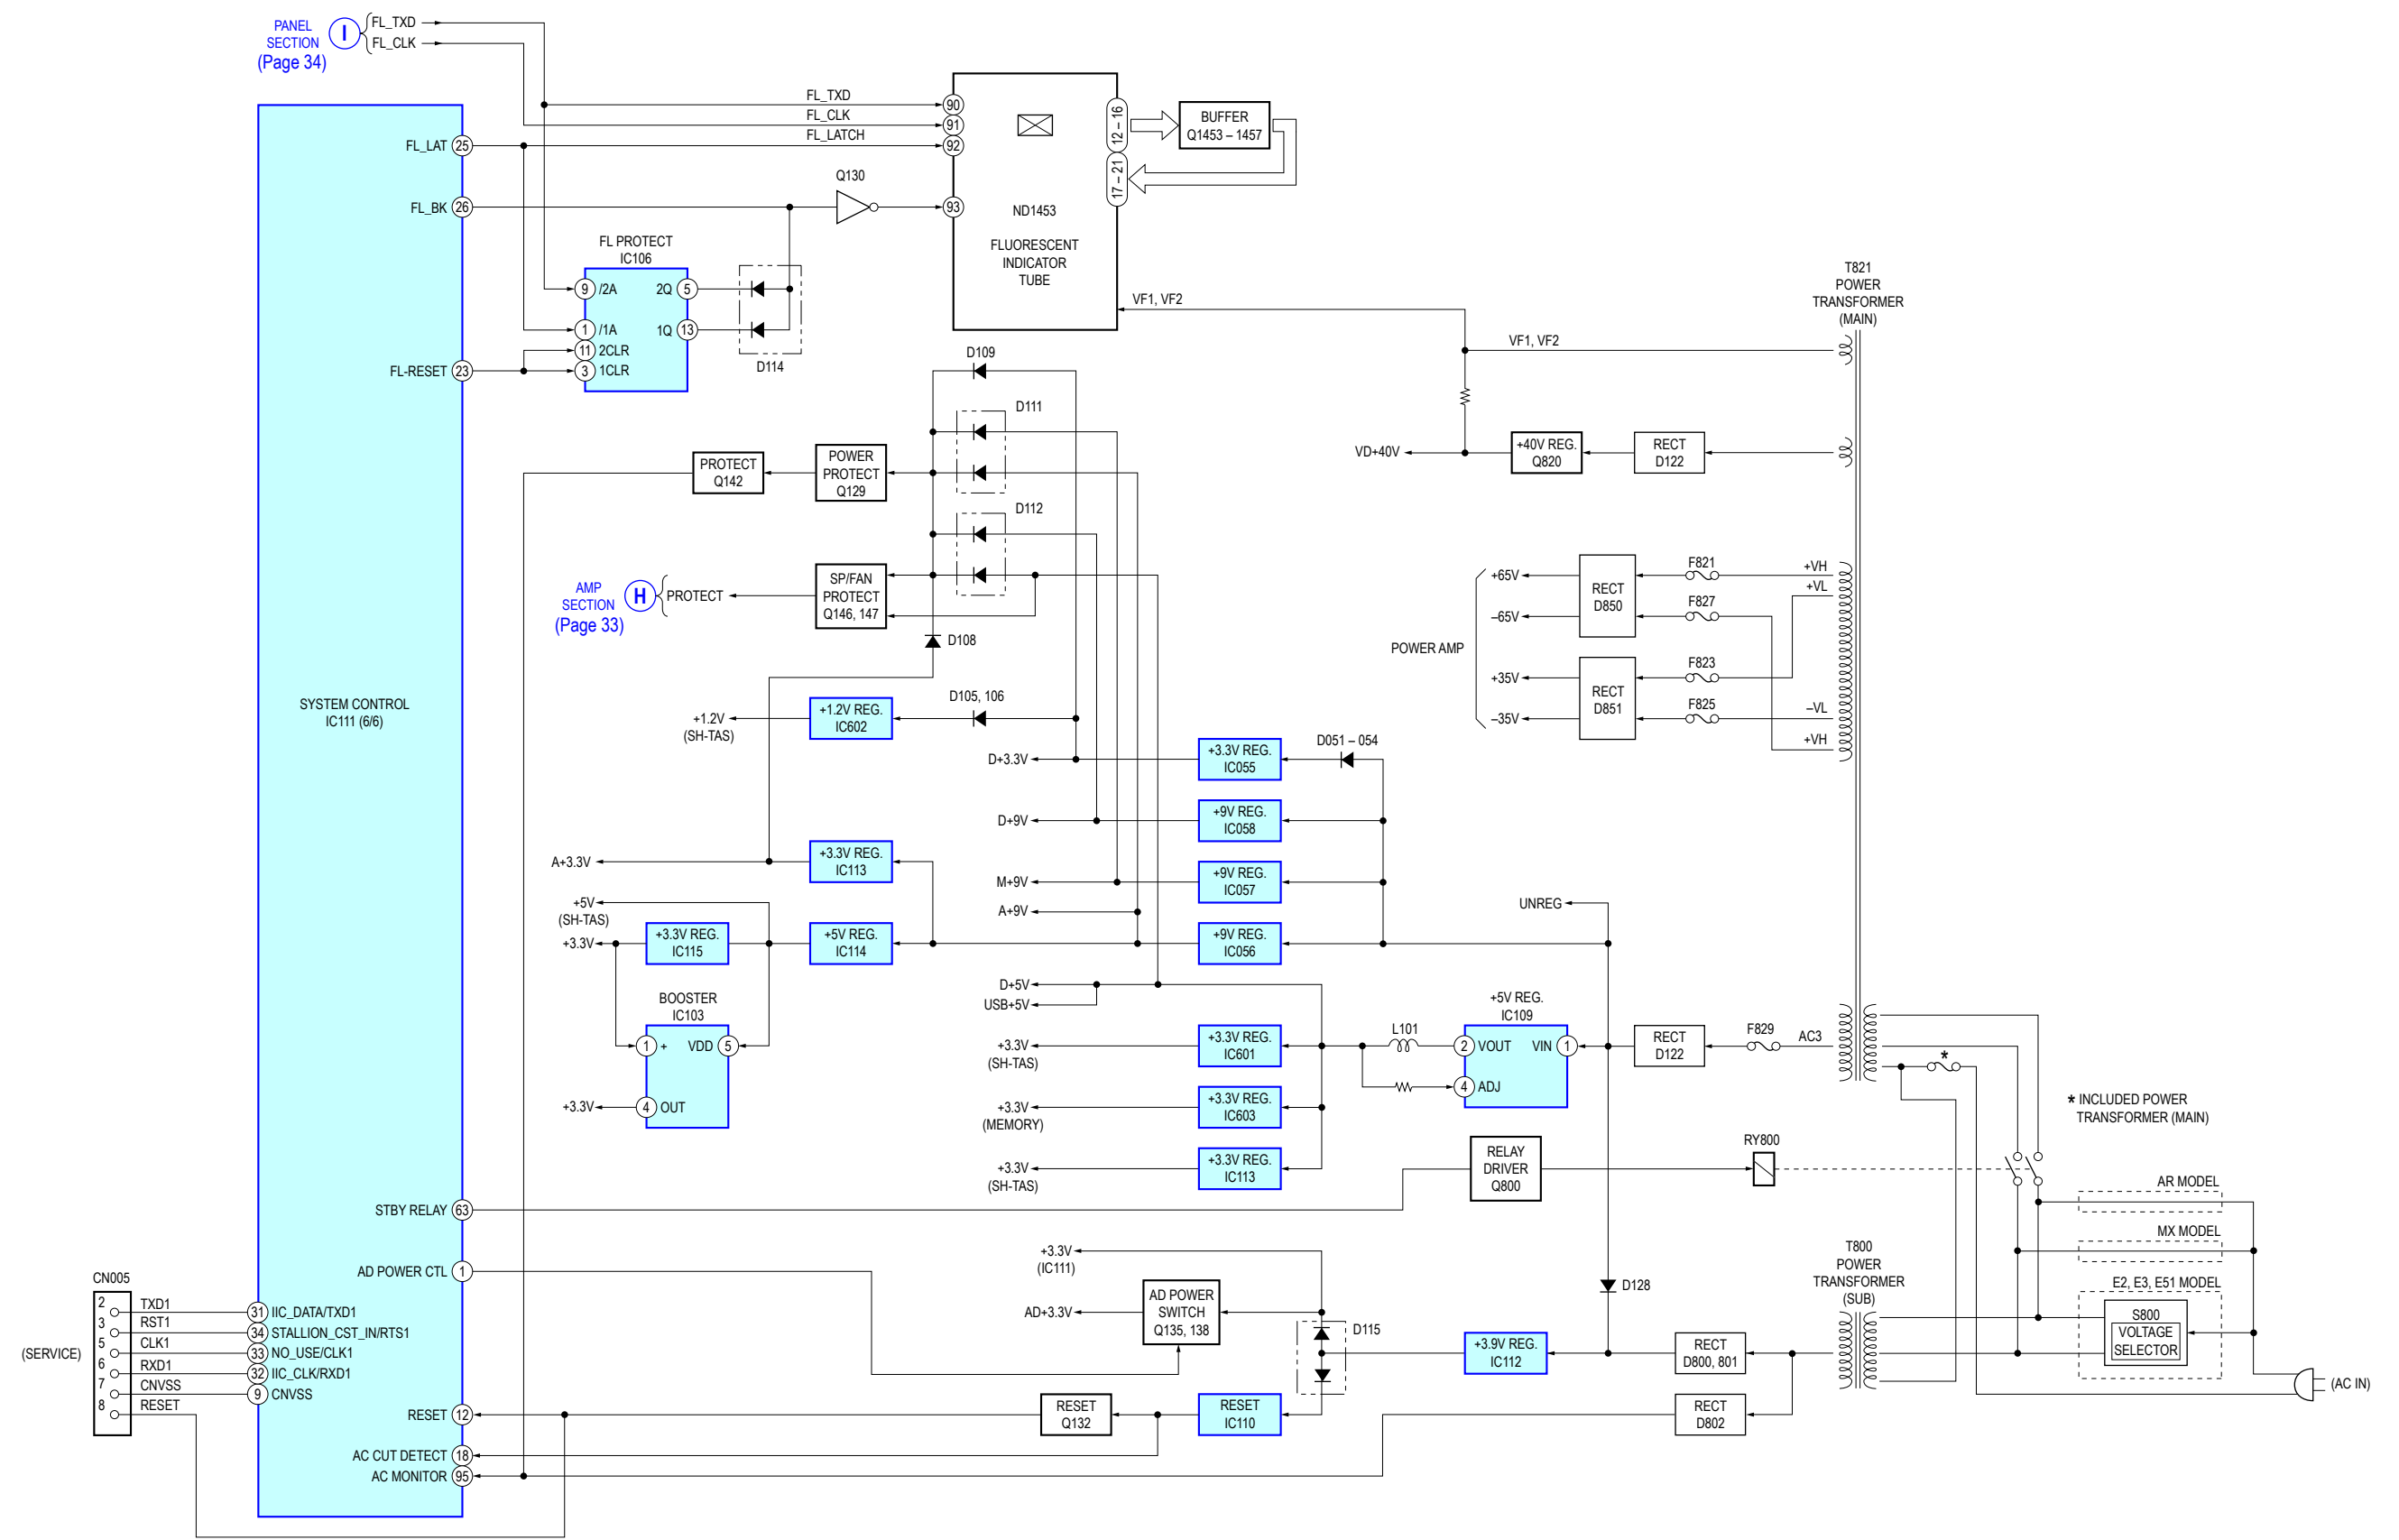 PANEL
SECTION
(Page 34)
I
FL_TXD
FL_CLK
FL_TXD
FL_CLK
FL_LATCH
FL_LAT 25
FL_BK 26
FL-RESET 23
Q130
90
91
92
93
12 – 16
17 – 21
BUFFER
Q1453 – 1457
ND1453
FLUORESCENT
INDICATOR
TUBE
FL PROTECT
IC106
9 /2A
2Q 5
1 /1A
1Q 13
11 2CLR
3 1CLR
D114
VF1, VF2
VF1, VF2
T821
POWER
TRANSFORMER
(MAIN)
D109
D111
D112
D108
PROTECT
Q142
POWER
PROTECT
Q129
VD+40V
+40V REG.
Q820
RECT
D122
AMP
SECTION
(Page 33)
H
PROTECT
SP/FAN
PROTECT
Q146, 147
POWER AMP
+65V
–65V
+35V
–35V
RECT
D850
RECT
D851
F821
F827
F823
F825
+VH
+VL
–VL
+VH
SYSTEM CONTROL
IC111 (6/6)
+1.2V
(SH-TAS)
+1.2V REG.
IC602
D105, 106
D+3.3V
+3.3V REG.
IC055
D051 – 054
D+9V
+9V REG.
IC058
A+3.3V
+3.3V REG.
IC113
M+9V
+9V REG.
IC057
A+9V
UNREG
+5V
(SH-TAS)
+3.3V
+3.3V REG.
IC115
+5V REG.
IC114
+9V REG.
IC056
D+5V
USB+5V
BOOSTER
IC103
1 +
VDD 5
4 OUT
+3.3V
+3.3V
(SH-TAS)
+3.3V REG.
IC601
+3.3V
(MEMORY)
+3.3V REG.
IC603
+3.3V
(SH-TAS)
+3.3V REG.
IC113
L101
+5V REG.
IC109
2 VOUT
VIN 1
4 ADJ
RECT
D122
F829
AC3
*
* INCLUDED POWER
TRANSFORMER (MAIN)
RELAY
DRIVER
Q800
RY800
STBY RELAY 63
AD POWER CTL 1
+3.3V
(IC111)
AD+3.3V
AD POWER
SWITCH
Q135, 138
D115
D128
+3.9V REG.
IC112
RECT
D800, 801
RECT
D802
T800
POWER
TRANSFORMER
(SUB)
AR MODEL
MX MODEL
E2, E3, E51 MODEL
S800
VOLTAGE
SELECTOR
(AC IN)
CN005
(SERVICE)
2 TXD1
3 RST1
5 CLK1
6 RXD1
7 CNVSS
8 RESET
31 IIC_DATA/TXD1
34 STALLION_CST_IN/RTS1
33 NO_USE/CLK1
32 IIC_CLK/RXD1
9 CNVSS
RESET 12
RESET
Q132
RESET
IC110
AC CUT DETECT 18
AC MONITOR 95